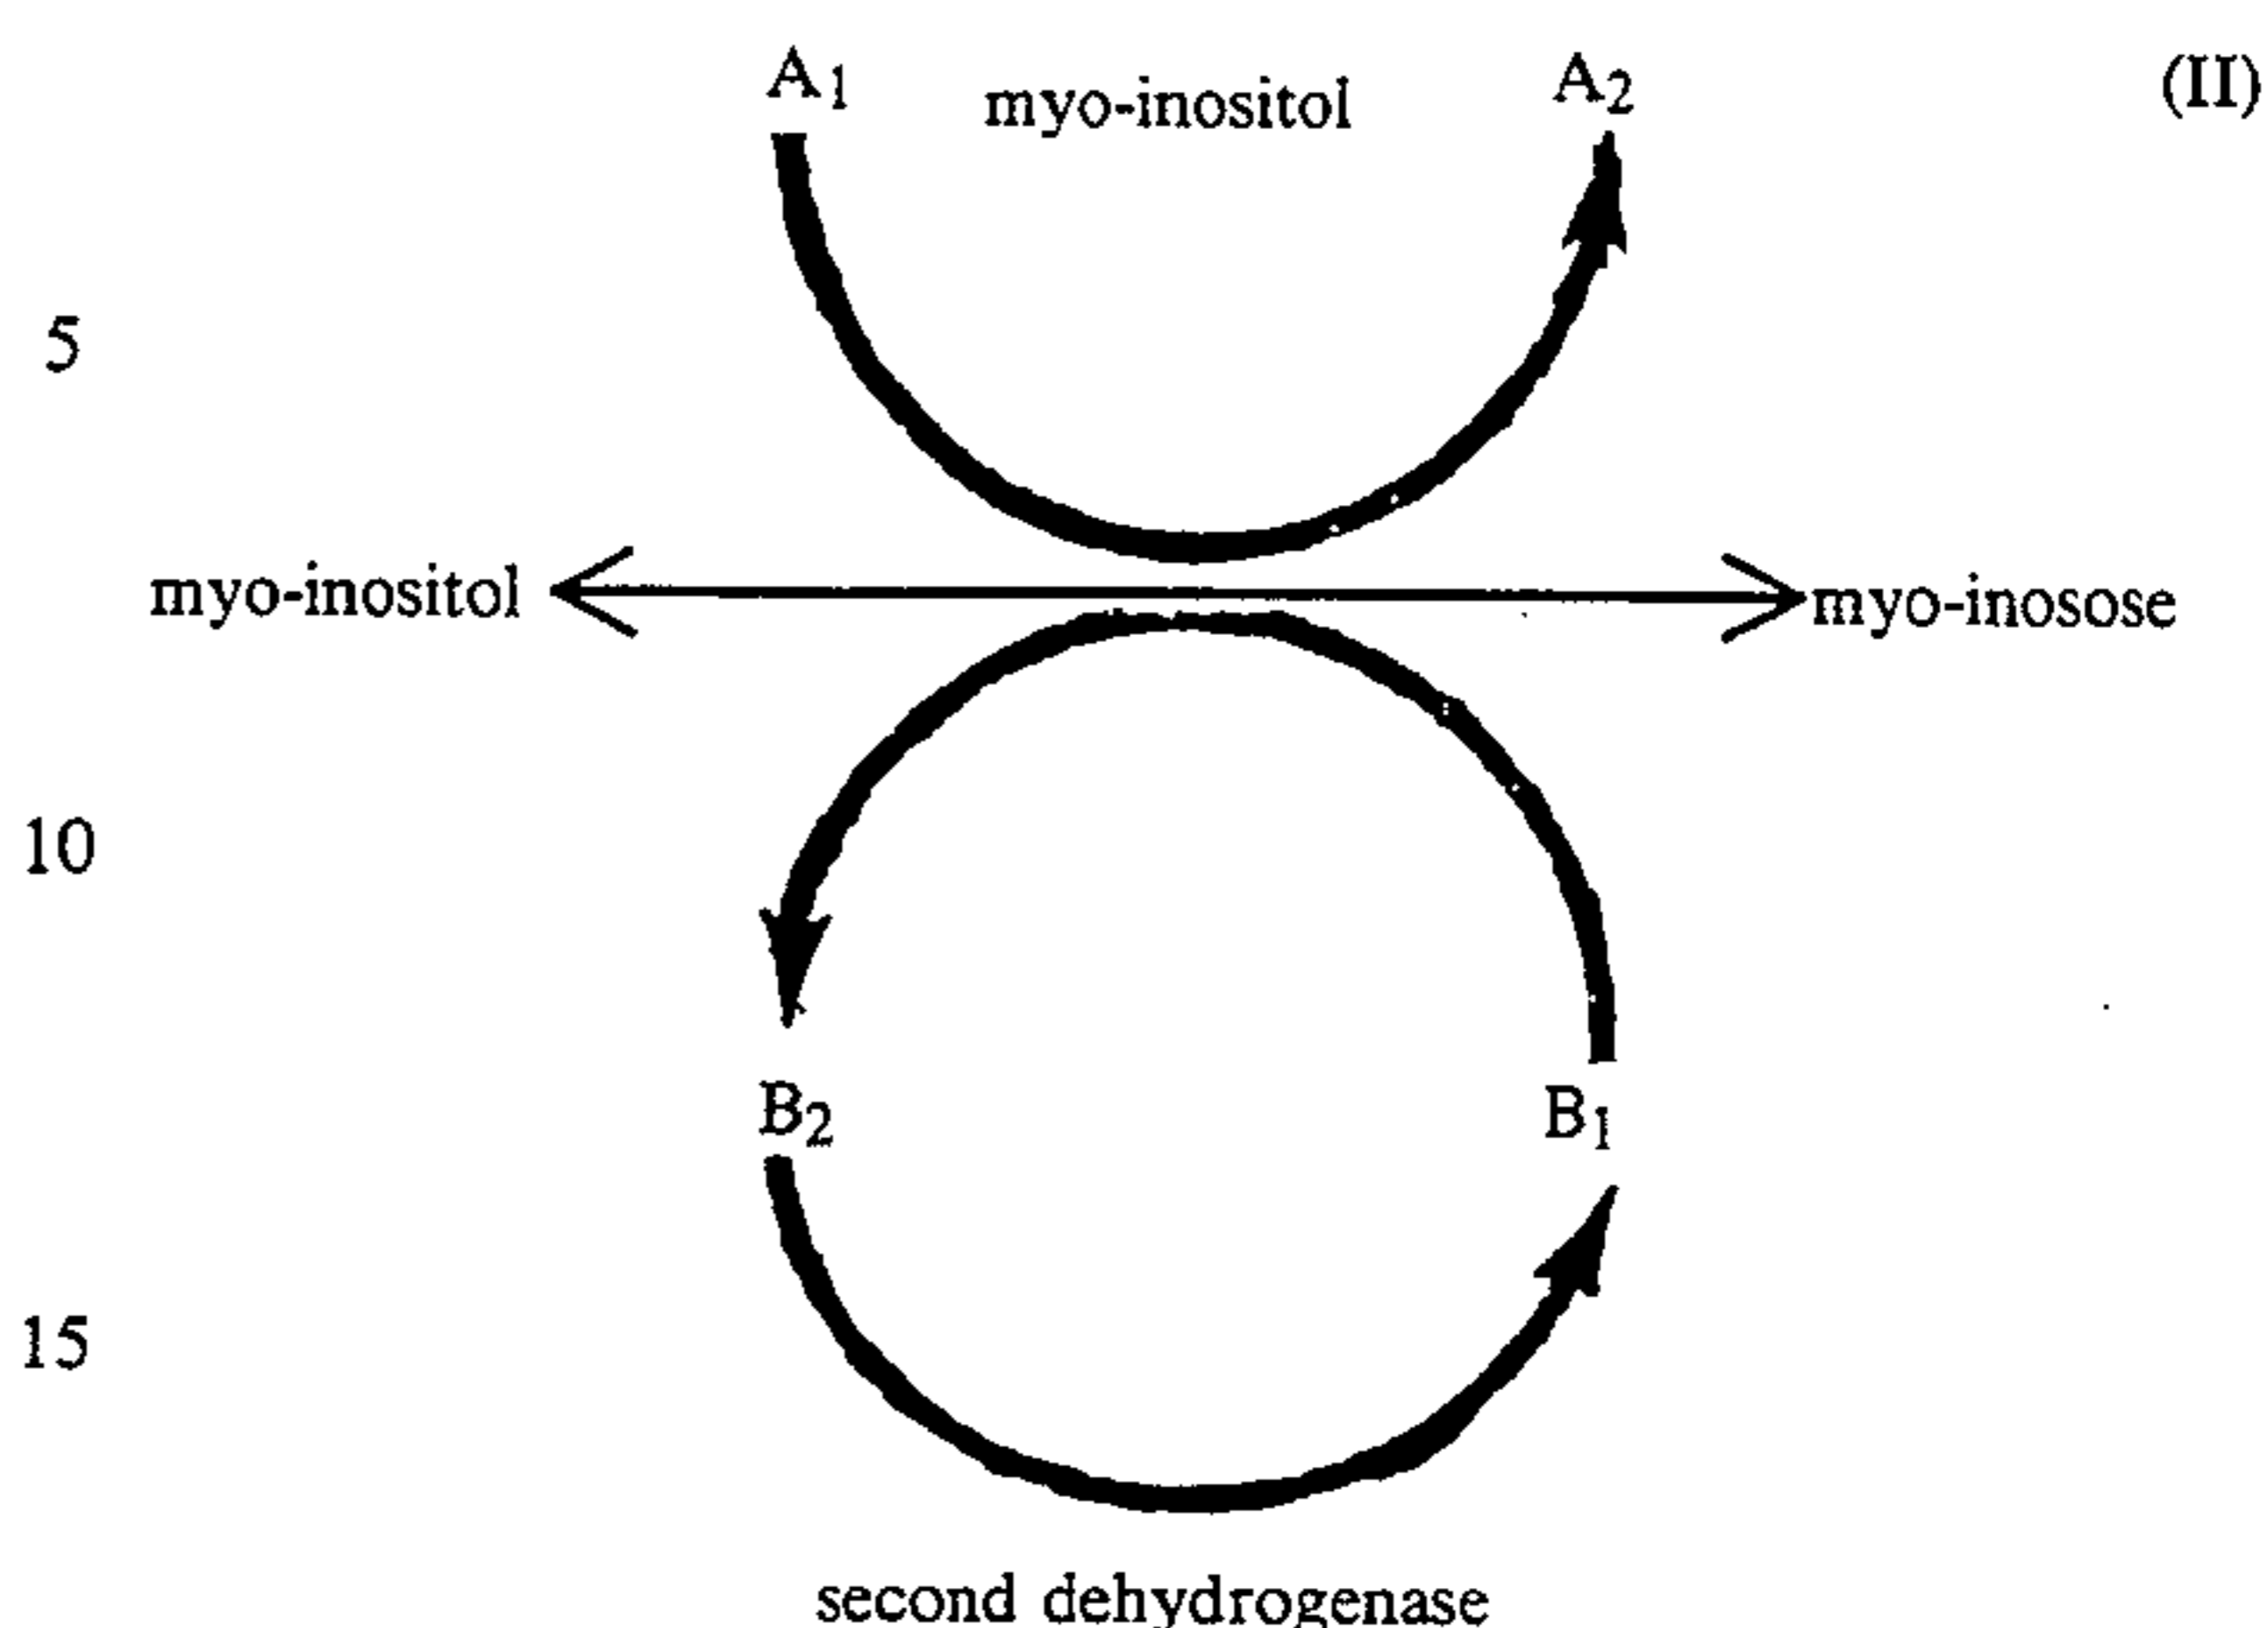 A1 myo-inositol A2 (II)
5
myo-inositol myo-inosose
10
B2 B1
15
second dehydrogenase